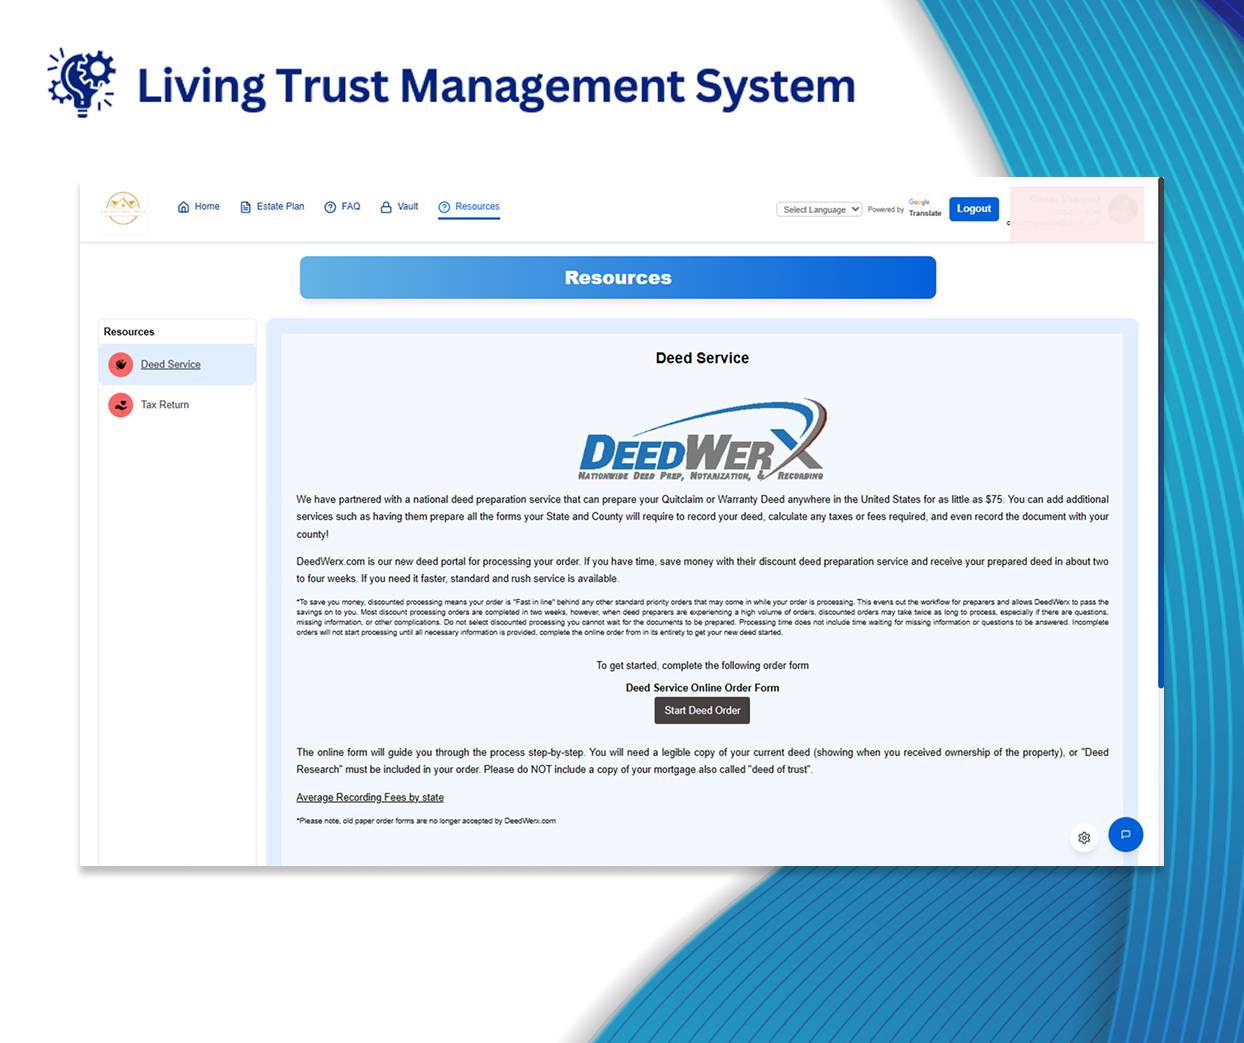 Living Trust Management System
Home
Estate Plan
FAQ
Vault
Resources
Select Language
Powered by
Google
Translate
Logout
Resources
Resources
Deed Service
Tax Return
Deed Service
DEEDWERX
NATIONWIDE DEED PREP, NOTARIZATION, & RECORDING
We have partnered with a national deed preparation service that can prepare your Quitclaim or Warranty Deed anywhere in the United States for as little as $75. You can add additional
services such as having them prepare all the forms your State and County will require to record your deed, calculate any taxes or fees required, and even record the document with your
county!
DeedWerx.com is our new deed portal for processing your order. If you have time, save money with their discount deed preparation service and receive your prepared deed in about two
to four weeks. If you need it faster, standard and rush service is available.
*To save you money, discounted processing means your order is "Fast in line" behind any other standard priority orders that may come in while your order is processing. This evens out the workflow for preparers and allows DeedWerx to pass the
savings on to you. Most discount processing orders are completed in two weeks, however, when deed preparers are experiencing a high volume of orders, discounted orders may take twice as long to process, especially if there are questions,
missing information, or other complications. Do not select discounted processing you cannot wait for the documents to be prepared. Processing time does not include time waiting for missing information or questions to be answered. Incomplete
orders will not start processing until all necessary information is provided, complete the online order from in its entirety to get your new deed started.
To get started, complete the following order form
Deed Service Online Order Form
Start Deed Order
The online form will guide you through the process step-by-step. You will need a legible copy of your current deed (showing when you received ownership of the property), or "Deed
Research" must be included in your order. Please do NOT include a copy of your mortgage also called "deed of trust".
Average Recording Fees by state
*Please note, old paper order forms are no longer accepted by DeedWerx.com